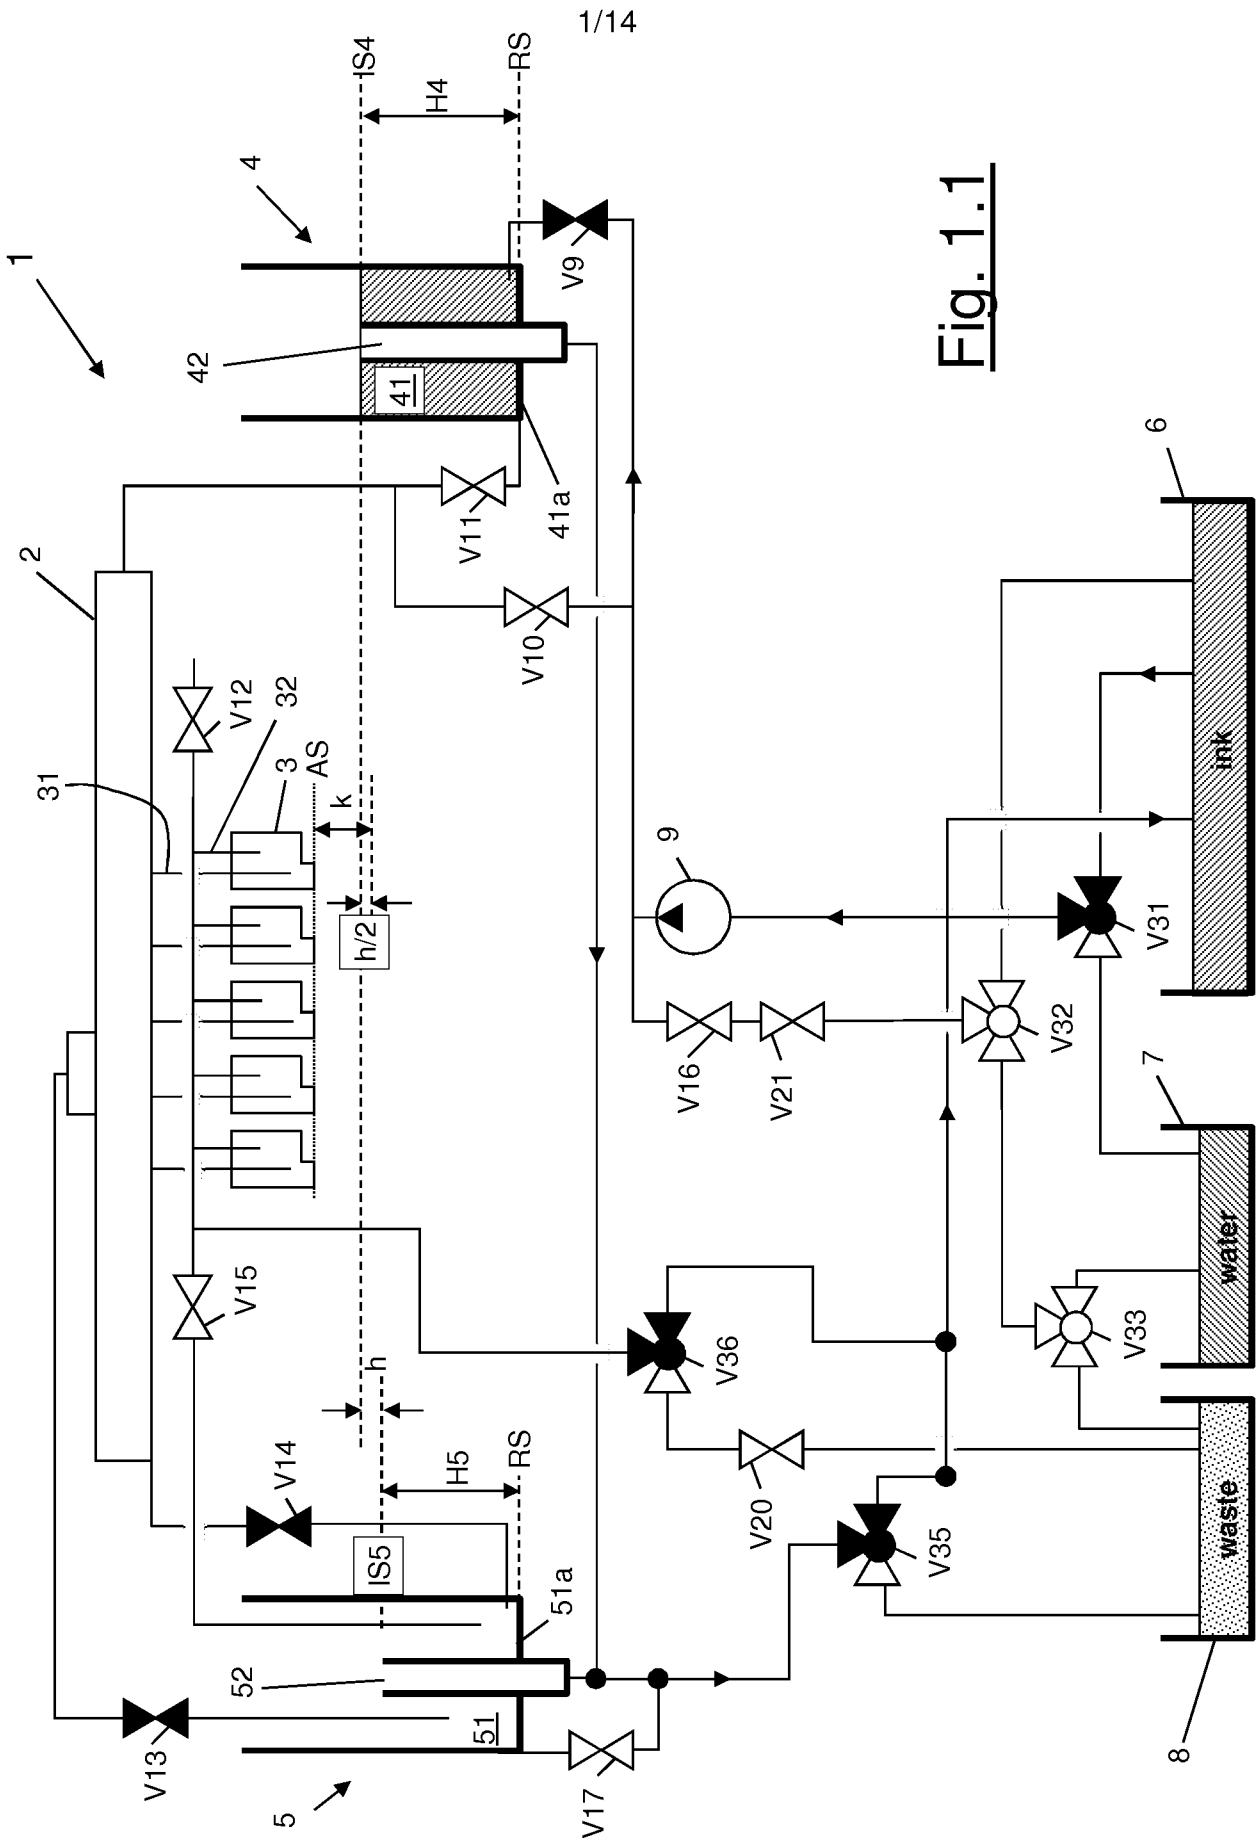 1/14
1
2
31
V12
32
3
AS
k
h/2
V15
V14
h
H5
RS
IS5
51a
52
51
V13
5
V17
IS4
H4
RS
4
42
41
41a
V11
V10
V9
9
V16
V21
V36
V20
V35
V32
V33
V31
6
ink
7
water
waste
8
Fig. 1.1